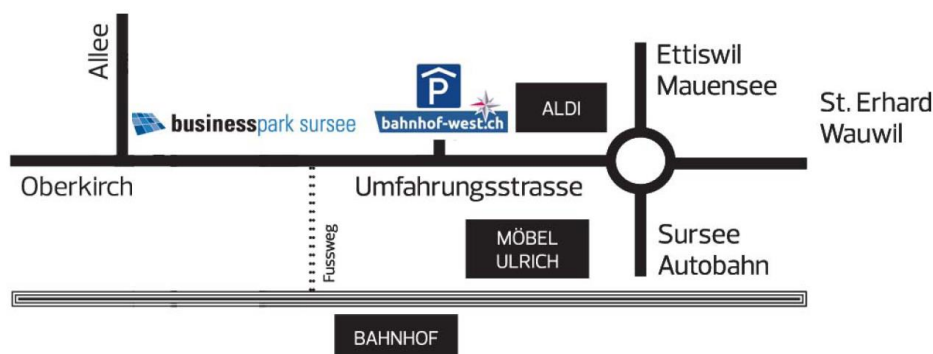 Allee
businesspark sursee
P
bahnhof-west.ch
ALDI
Ettiswil
Mauensee
St. Erhard
Wauwil
Oberkirch
Umfahrungsstrasse
Fussweg
MÖBEL
ULRICH
Sursee
Autobahn
BAHNHOF